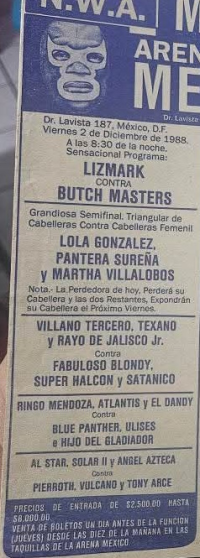 N.W.A.
M
ARENA
ME
Dr. Lavista
Dr. Lavista 187, México, D.F.
Viernes 2 de Diciembre de 1988.
A las 8:30 de la noche.
Sensacional Programa:
LIZMARK
CONTRA
BUTCH MASTERS
Grandiosa Semifinal, Triangular de
Cabelleras Contra Cabelleras Femenil
LOLA GONZALEZ,
PANTERA SUREÑA
y MARTHA VILLALOBOS
Nota.- La Perdedora de hoy, Perderá su
Cabellera y las dos Restantes, Expondrán
su Cabellera el Próximo Viernes.
VILLANO TERCERO, TEXANO
y RAYO DE JALISCO Jr.
Contra
FABULOSO BLONDY,
SUPER HALCON y SATANICO
RINGO MENDOZA, ATLANTIS y EL DANDY
Contra
BLUE PANTHER, ULISES
e HIJO DEL GLADIADOR
AL STAR, SOLAR II y ANGEL AZTECA
Contra
PIERROTH, VULCANO y TONY ARCE
PRECIOS DE ENTRADA DE $2,500.00 HASTA
$8,000.00
VENTA DE BOLETOS UN DIA ANTES DE LA FUNCION
(JUEVES) DESDE LAS DIEZ DE LA MAÑANA EN LAS
TAQUILLAS DE LA ARENA MEXICO